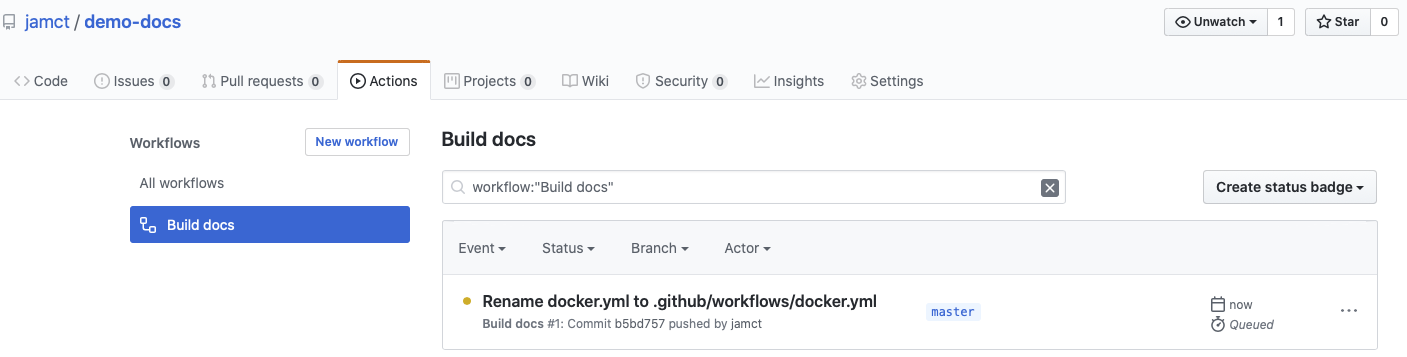 jamct / demo-docs
Unwatch 1 Star 0
Code Issues 0 Pull requests 0 Actions Projects 0 Wiki Security 0 Insights Settings
Workflows New workflow
All workflows
Build docs
Build docs
workflow:"Build docs"
Create status badge
Event Status Branch Actor
Rename docker.yml to .github/workflows/docker.yml
Build docs #1: Commit b5bd757 pushed by jamct
master
now
Queued